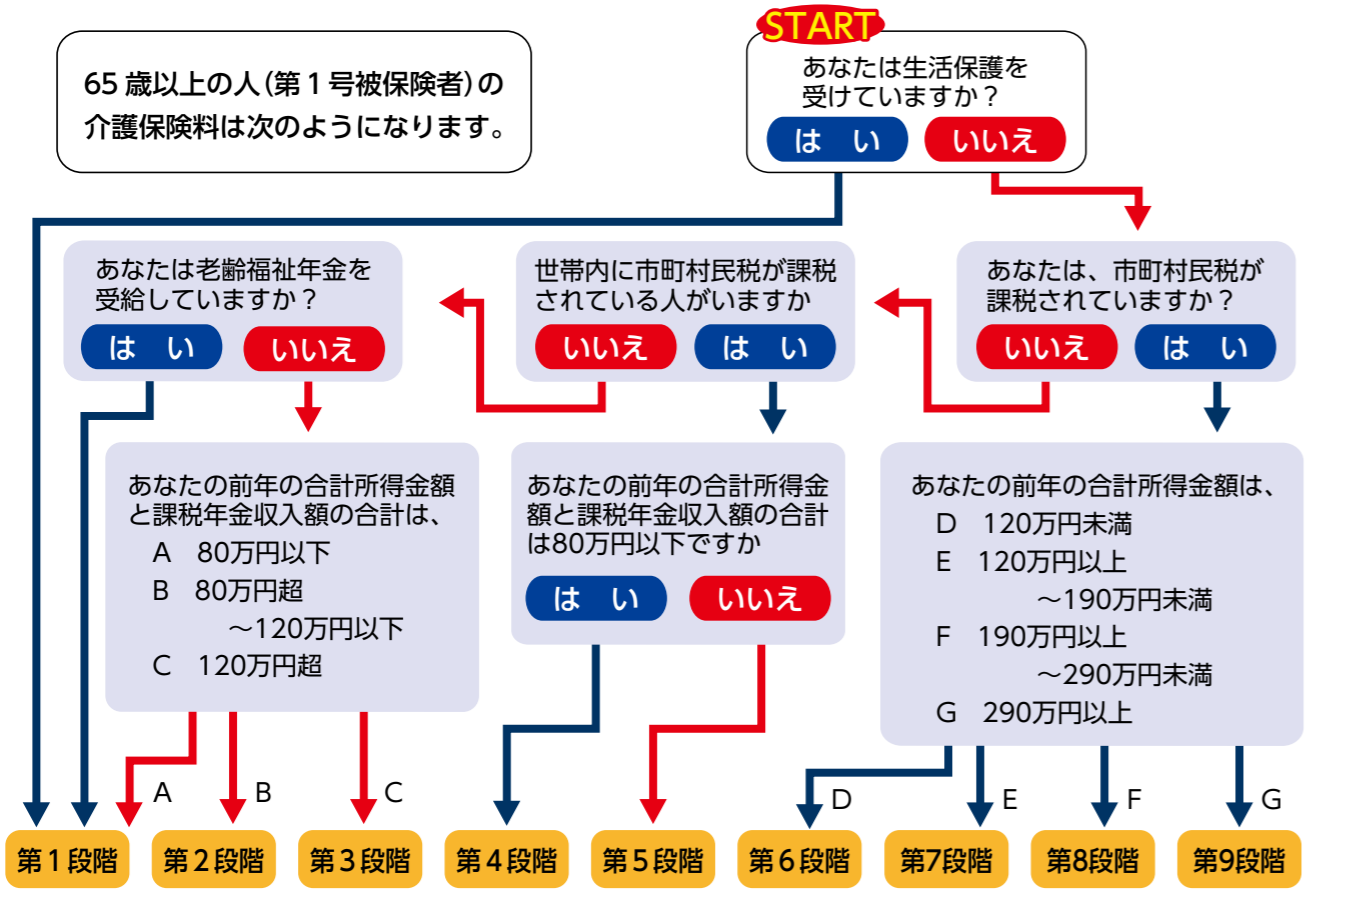 65歳以上の人(第1号被保険者)の
介護保険料は次のようになります。
START
あなたは生活保護を
受けていますか？
はい
いいえ
あなたは老齢福祉年金を
受給していますか？
はい
いいえ
世帯内に市町村民税が課税
されている人がいますか
いいえ
はい
あなたは、市町村民税が
課税されていますか？
いいえ
はい
あなたの前年の合計所得金額
と課税年金収入額の合計は、
A 80万円以下
B 80万円超
～120万円以下
C 120万円超
あなたの前年の合計所得金
額と課税年金収入額の合計
は80万円以下ですか
はい
いいえ
あなたの前年の合計所得金額は、
D 120万円未満
E 120万円以上
～190万円未満
F 190万円以上
～290万円未満
G 290万円以上
A
B
C
D
E
F
G
第1段階
第2段階
第3段階
第4段階
第5段階
第6段階
第7段階
第8段階
第9段階